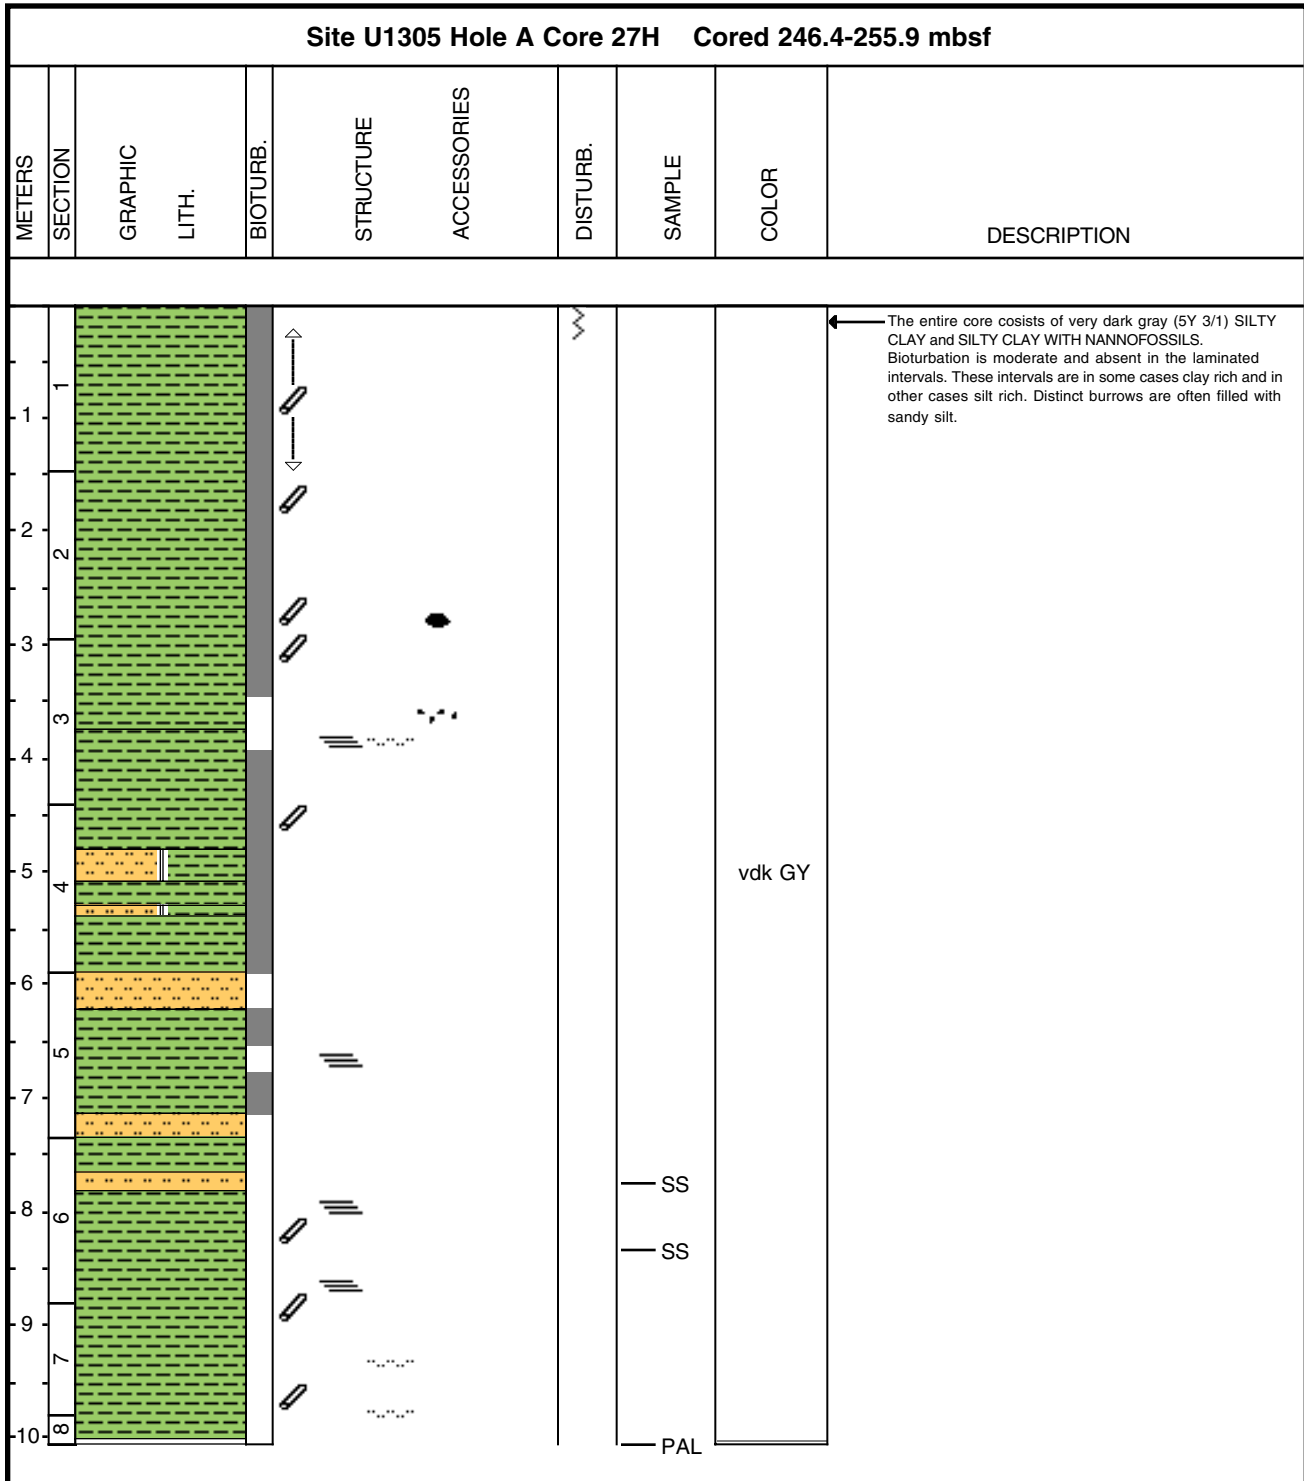 Site U1305 Hole A Core 27H Cored 246.4-255.9 mbsf
METERS
SECTION
GRAPHIC
LITH.
BIOTURB.
STRUCTURE
ACCESSORIES
DISTURB.
SAMPLE
COLOR
DESCRIPTION
The entire core cosists of very dark gray (5Y 3/1) SILTY
CLAY and SILTY CLAY WITH NANNOFOSSILS.
Bioturbation is moderate and absent in the laminated
intervals. These intervals are in some cases clay rich and in
other cases silt rich. Distinct burrows are often filled with
sandy silt.
1
1
2
2
3
3
4
vdk GY
5
4
6
5
7
SS
8
6
SS
9
7
8
10
PAL